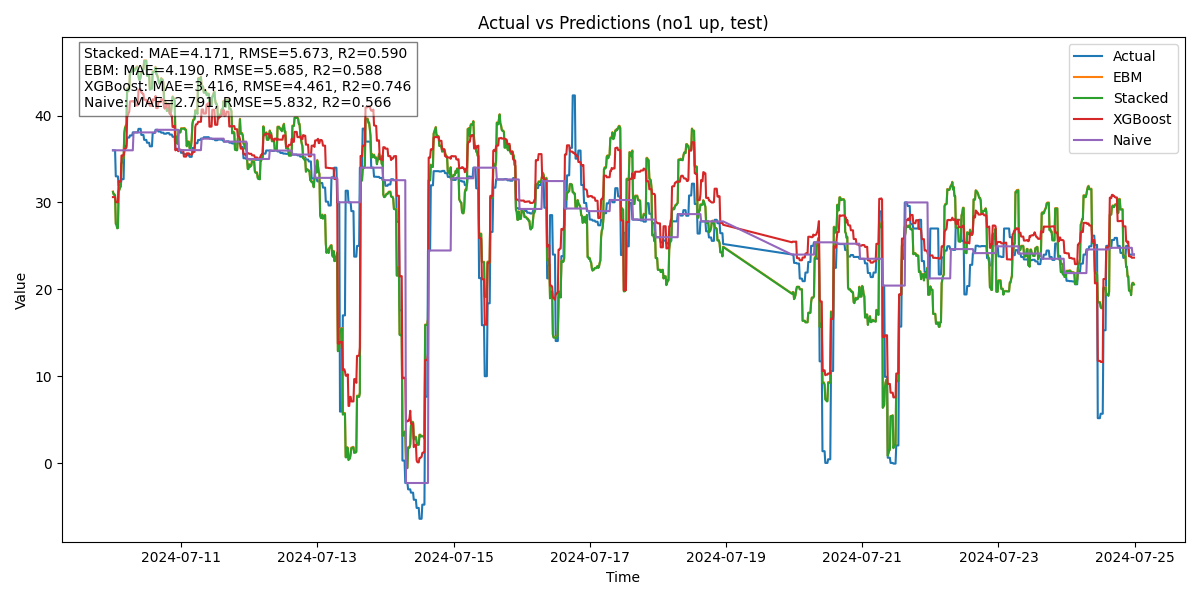 Actual vs Predictions (no1 up, test)
Stacked: MAE=4.171, RMSE=5.673, R2=0.590
EBM: MAE=4.190, RMSE=5.685, R2=0.588
XGBoost: MAE=3.416, RMSE=4.461, R2=0.746
Naive: MAE=2.791, RMSE=5.832, R2=0.566
Actual
EBM
Stacked
XGBoost
Naive
Value
40
30
20
10
0
2024-07-11
2024-07-13
2024-07-15
2024-07-17
2024-07-19
2024-07-21
2024-07-23
2024-07-25
Time